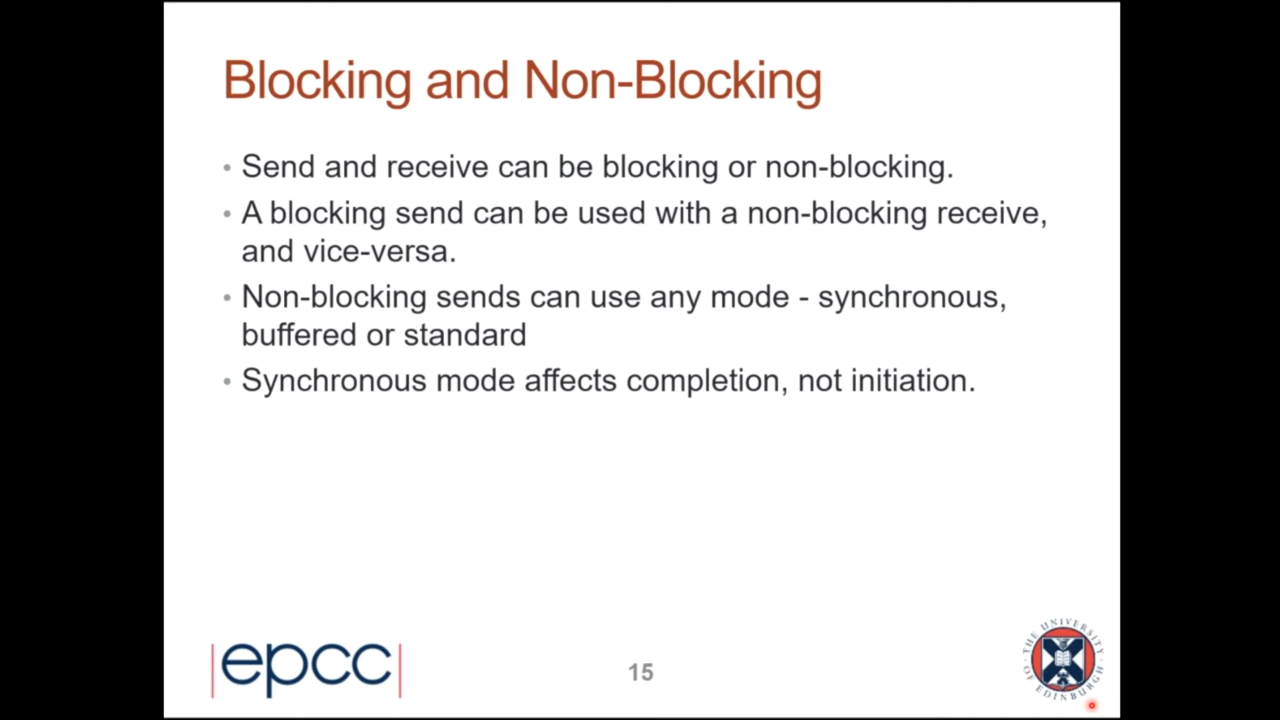 Blocking and Non-Blocking
• Send and receive can be blocking or non-blocking.
• A blocking send can be used with a non-blocking receive,
and vice-versa.
• Non-blocking sends can use any mode - synchronous,
buffered or standard
• Synchronous mode affects completion, not initiation.
|epcc|
15
THE UNIVERSITY OF EDINBURGH